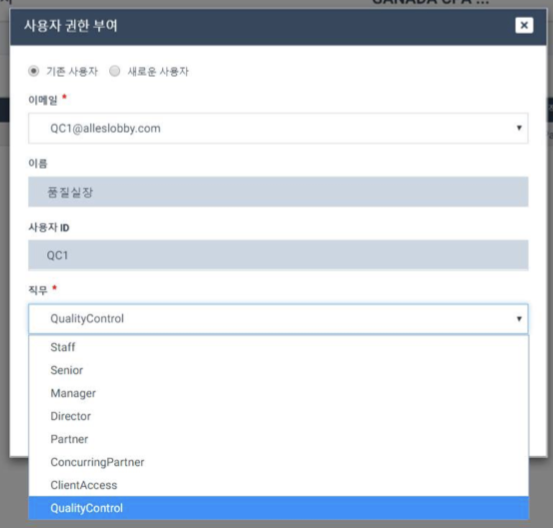 CANADA CPA ...
사용자 권한 부여
기존 사용자 새로운 사용자
이메일 *
QC1@alleslobby.com
이름
품질실장
사용자 ID
QC1
직무 *
QualityControl
Staff
Senior
Manager
Director
Partner
ConcurringPartner
ClientAccess
QualityControl